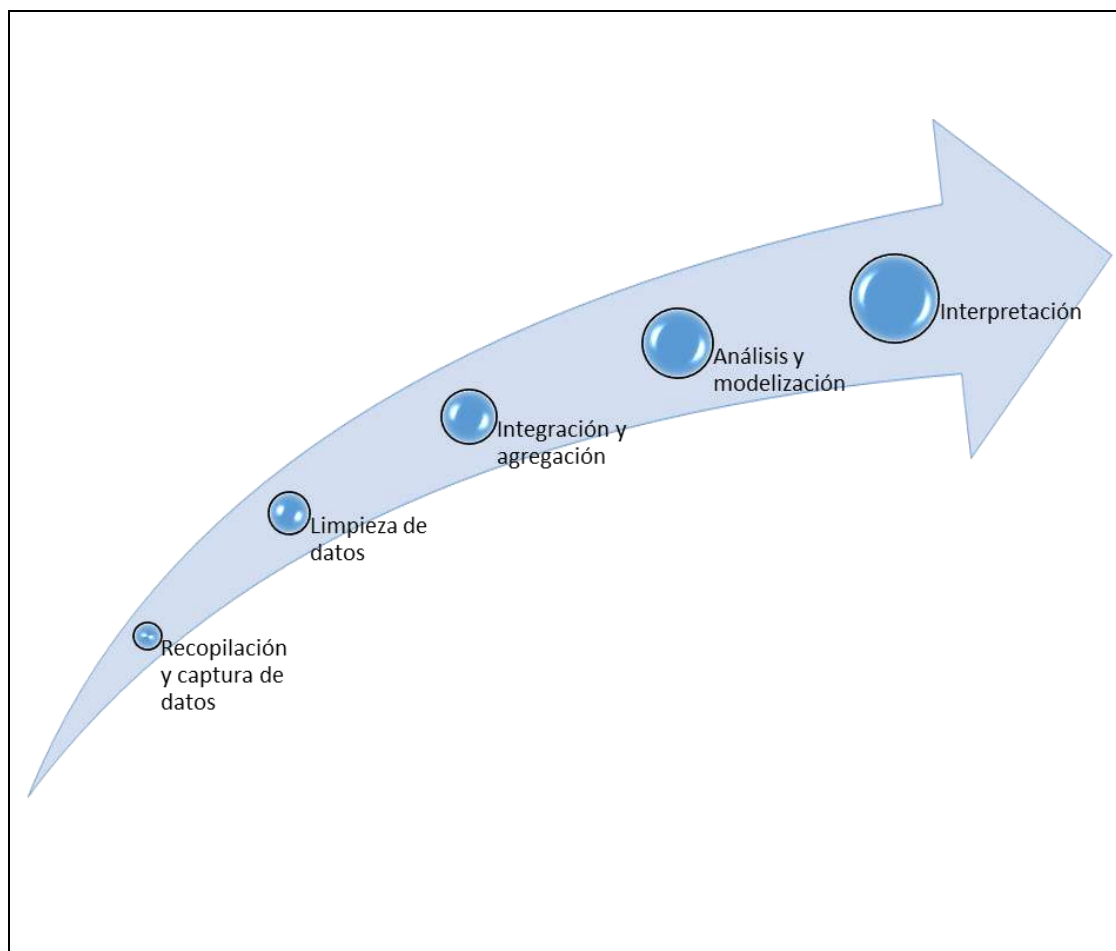 Recopilación
y captura de
datos
Limpieza de
datos
Integración y
agregación
Análisis y
modelización
Interpretación